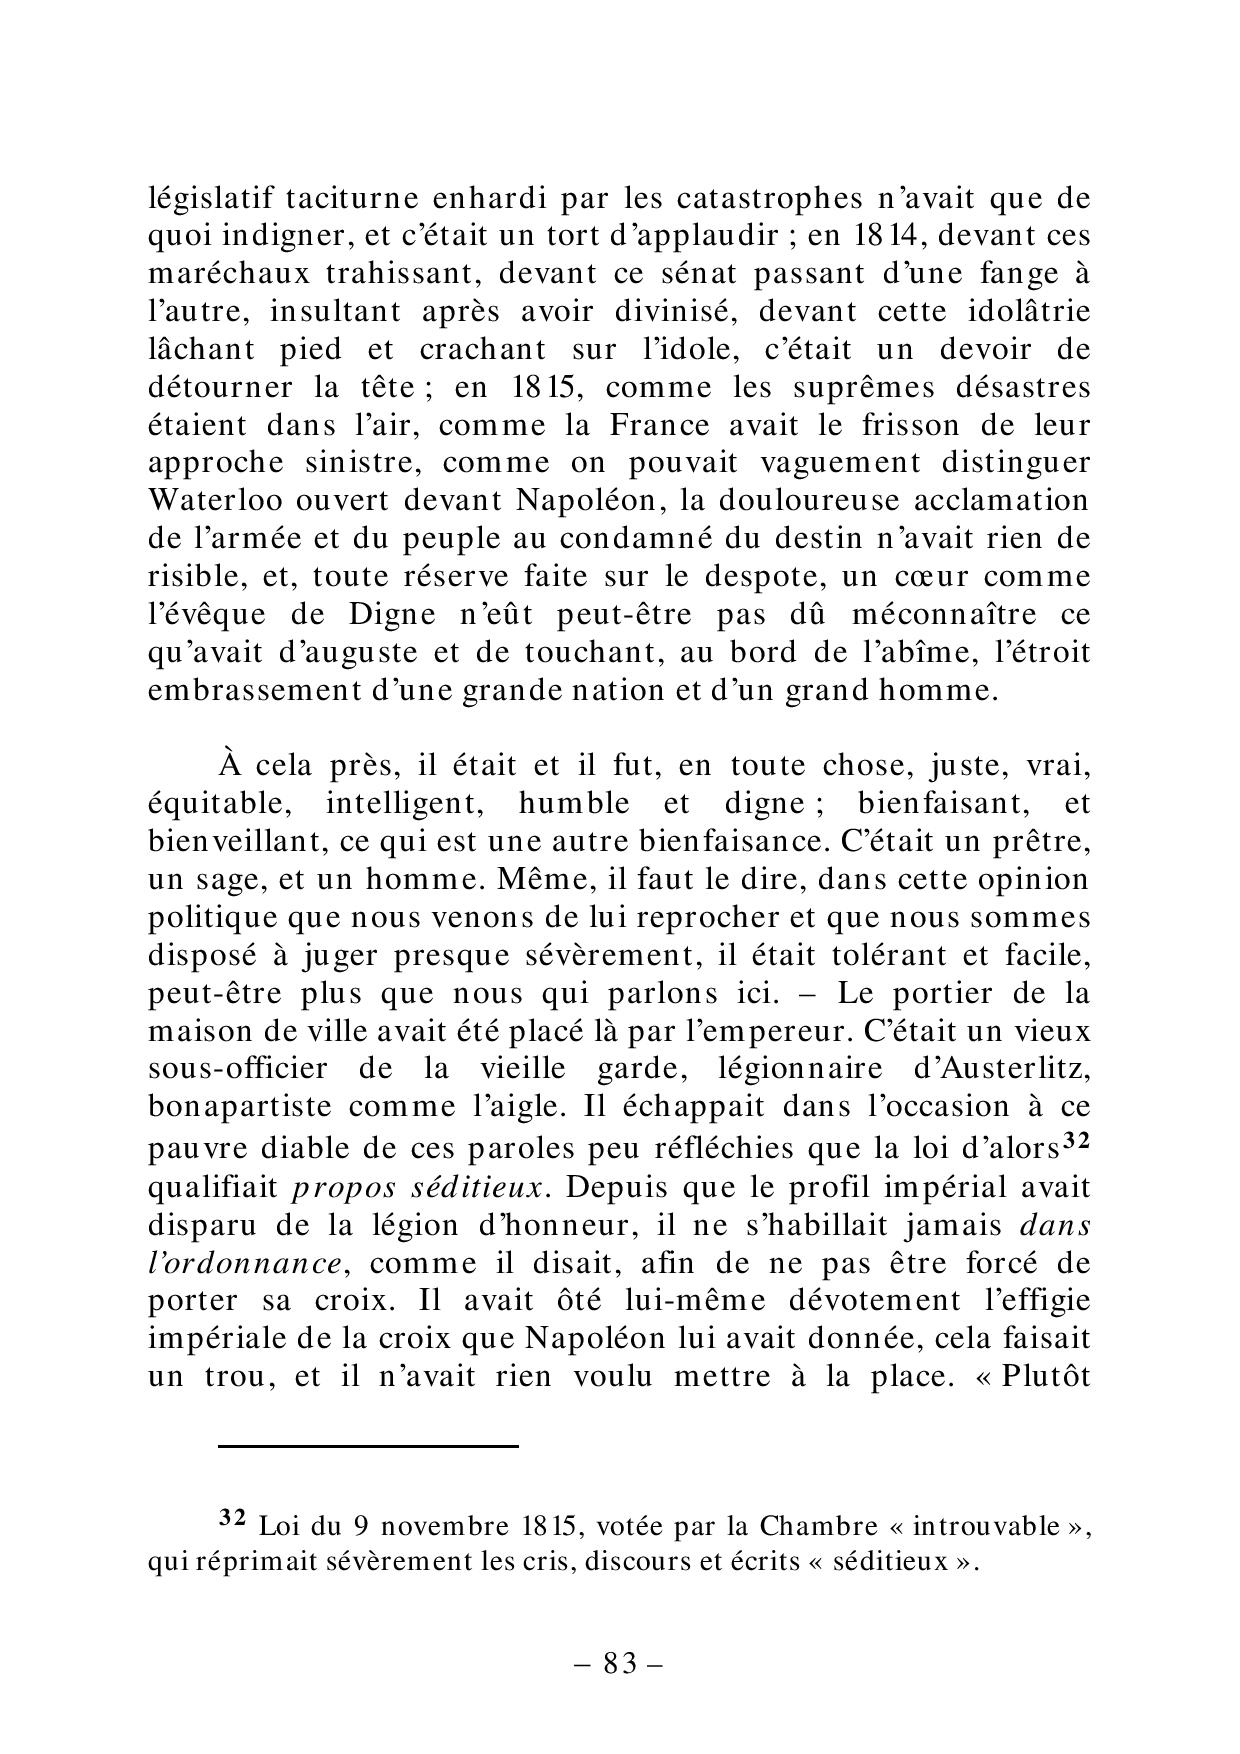 législatif taciturne enhardi par les catastrophes n’avait que de
quoi indigner, et c’était un tort d’applaudir ; en 1814, devant ces
maréchaux trahissant, devant ce sénat passant d’une fange à
l’autre, insultant après avoir divinisé, devant cette idolâtrie
lâchant pied et crachant sur l’idole, c’était un devoir de
détourner la tête ; en 1815, comme les suprêmes désastres
étaient dans l’air, comme la France avait le frisson de leur
approche sinistre, comme on pouvait vaguement distinguer
Waterloo ouvert devant Napoléon, la douloureuse acclamation
de l’armée et du peuple au condamné du destin n’avait rien de
risible, et, toute réserve faite sur le despote, un cœur comme
l’évêque de Digne n’eût peut-être pas dû méconnaître ce
qu’avait d’auguste et de touchant, au bord de l’abîme, l’étroit
embrassement d’une grande nation et d’un grand homme.
À cela près, il était et il fut, en toute chose, juste, vrai,
équitable, intelligent, humble et digne ; bienfaisant, et
bienveillant, ce qui est une autre bienfaisance. C’était un prêtre,
un sage, et un homme. Même, il faut le dire, dans cette opinion
politique que nous venons de lui reprocher et que nous sommes
disposé à juger presque sévèrement, il était tolérant et facile,
peut-être plus que nous qui parlons ici. – Le portier de la
maison de ville avait été placé là par l’empereur. C’était un vieux
sous-officier de la vieille garde, légionnaire d’Austerlitz,
bonapartiste comme l’aigle. Il échappait dans l’occasion à ce
pauvre diable de ces paroles peu réfléchies que la loi d’alors32
qualifiait propos séditieux. Depuis que le profil impérial avait
disparu de la légion d’honneur, il ne s’habillait jamais dans
l’ordonnance, comme il disait, afin de ne pas être forcé de
porter sa croix. Il avait ôté lui-même dévotement l’effigie
impériale de la croix que Napoléon lui avait donnée, cela faisait
un trou, et il n’avait rien voulu mettre à la place. « Plutôt
32 Loi du 9 novembre 1815, votée par la Chambre « introuvable »,
qui réprimait sévèrement les cris, discours et écrits « séditieux ».
– 83 –